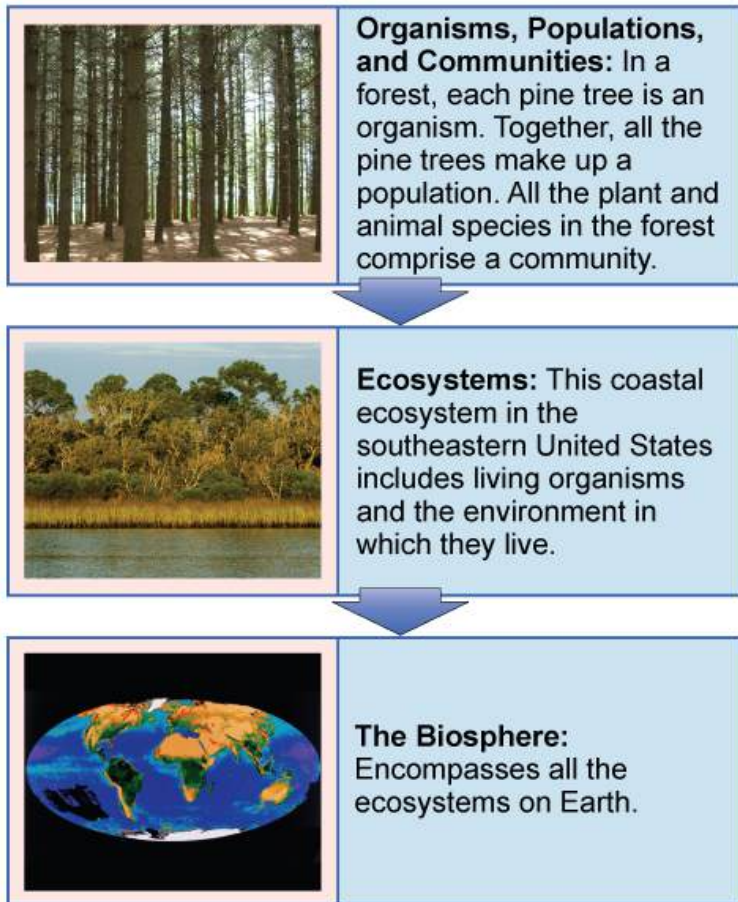 Organisms, Populations,
and Communities: In a
forest, each pine tree is an
organism. Together, all the
pine trees make up a
population. All the plant and
animal species in the forest
comprise a community.
Ecosystems: This coastal
ecosystem in the
southeastern United States
includes living organisms
and the environment in
which they live.
The Biosphere:
Encompasses all the
ecosystems on Earth.